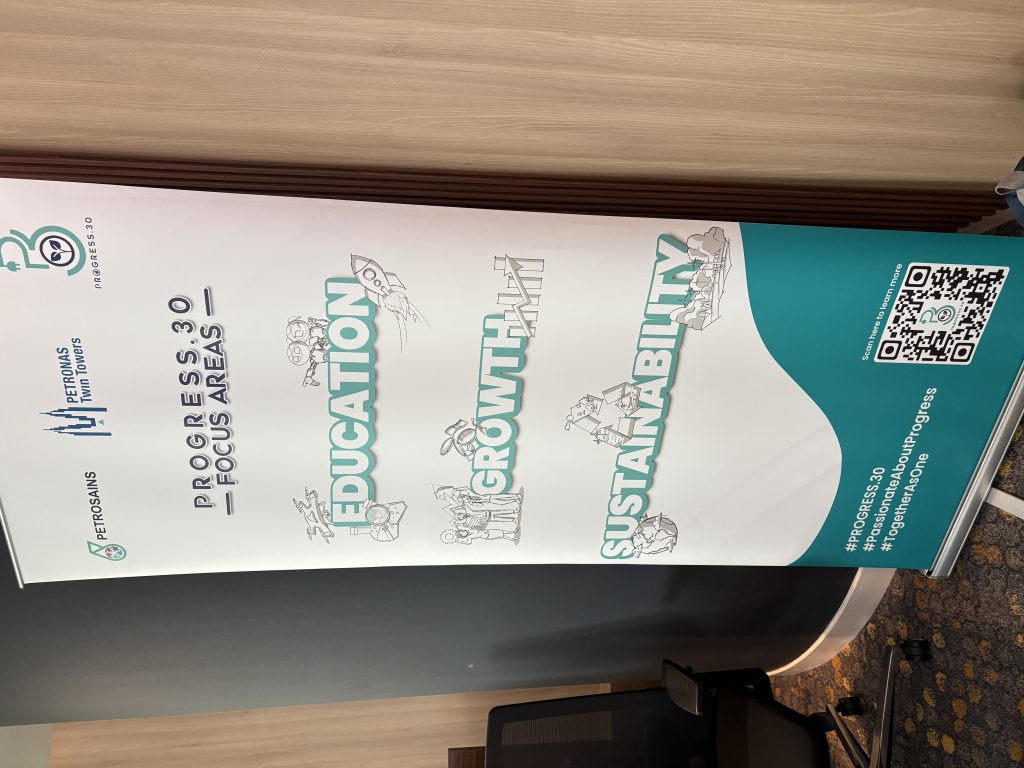 PETROSAINS
PETRONAS
Twin Towers
PROGRESS.30
PROGRESS.30
— FOCUS AREAS —
EDUCATION
GROWTH
SUSTAINABILITY
#PROGRESS.30
#PassionateAboutProgress
#TogetherAsOne
Scan here to learn more